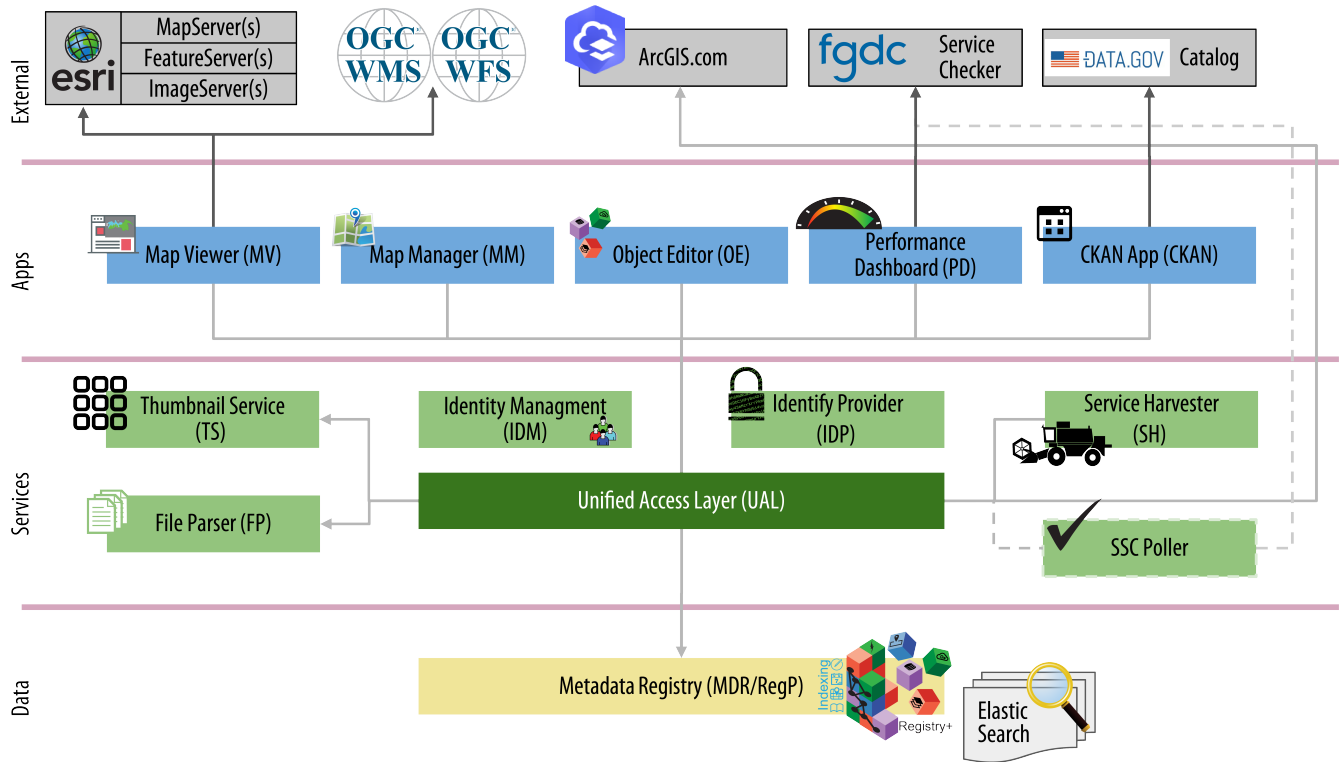 External
esri
MapServer(s)
FeatureServer(s)
ImageServer(s)
OGC®
WMS
OGC®
WFS
ArcGIS.com
fgdc
Service
Checker
DATA.GOV
Catalog
Apps
Map Viewer (MV)
Map Manager (MM)
Object Editor (OE)
Performance
Dashboard (PD)
CKAN App (CKAN)
Services
Thumbnail Service
(TS)
Identity Managment
(IDM)
Identify Provider
(IDP)
Service Harvester
(SH)
File Parser (FP)
Unified Access Layer (UAL)
SSC Poller
Data
Metadata Registry (MDR/RegP)
Indexing
Registry+
Elastic
Search